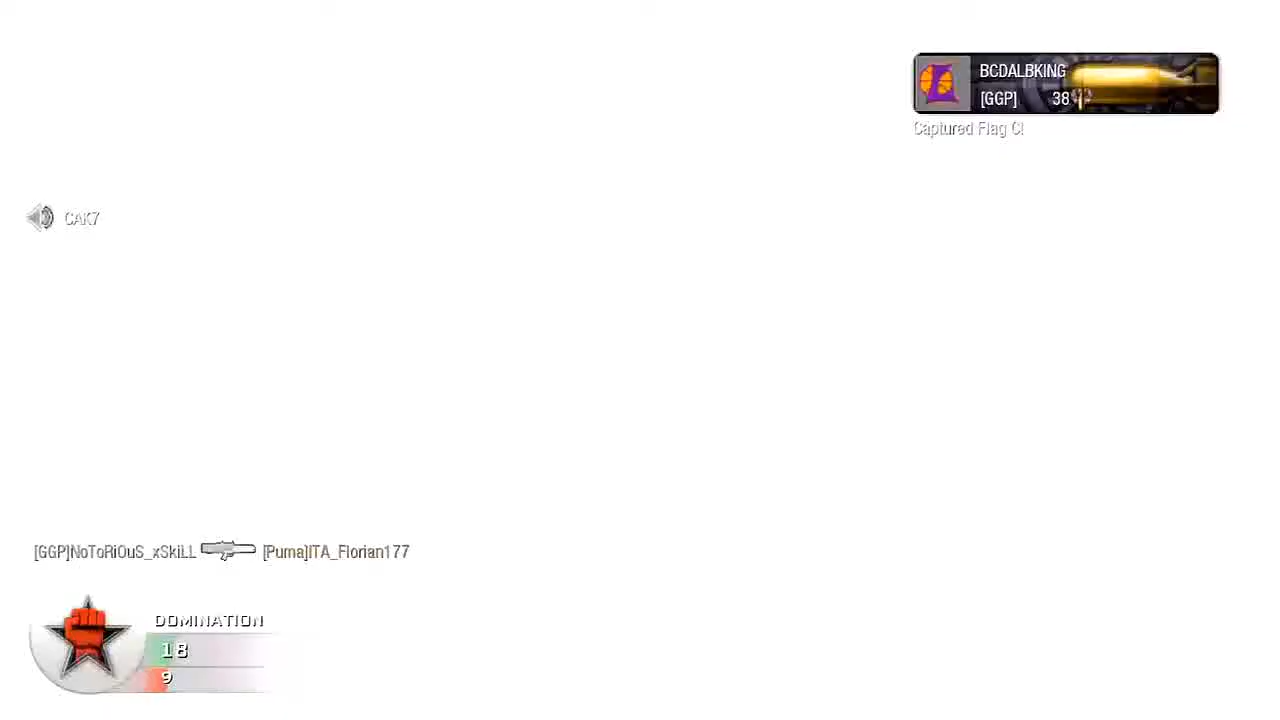 BCDALBKING
[GGP] 38
Captured Flag C!
CAK7
[GGP]NoToRiOuS_xSkiLL [Puma]ITA_Florian177
DOMINATION
18
9